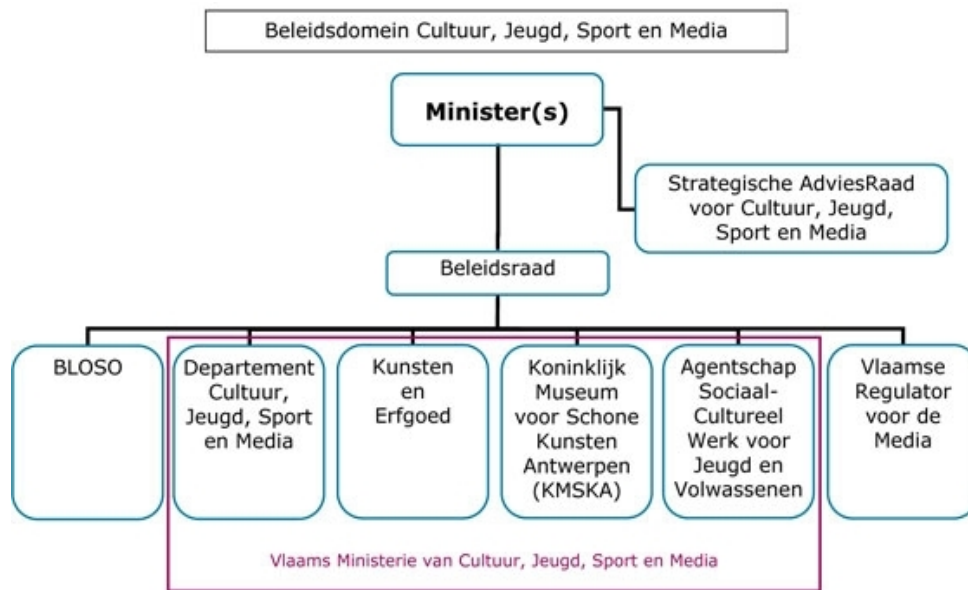 Beleidsdomein Cultuur, Jeugd, Sport en Media
Minister(s)
Strategische AdviesRaad
voor Cultuur, Jeugd,
Sport en Media
Beleidsraad
BLOSO
Departement
Cultuur,
Jeugd, Sport
en Media
Kunsten
en
Erfgoed
Koninklijk
Museum
voor Schone
Kunsten
Antwerpen
(KMSKA)
Agentschap
Sociaal-
Cultureel
Werk voor
Jeugd en
Volwassenen
Vlaamse
Regulator
voor de
Media
Vlaams Ministerie van Cultuur, Jeugd, Sport en Media